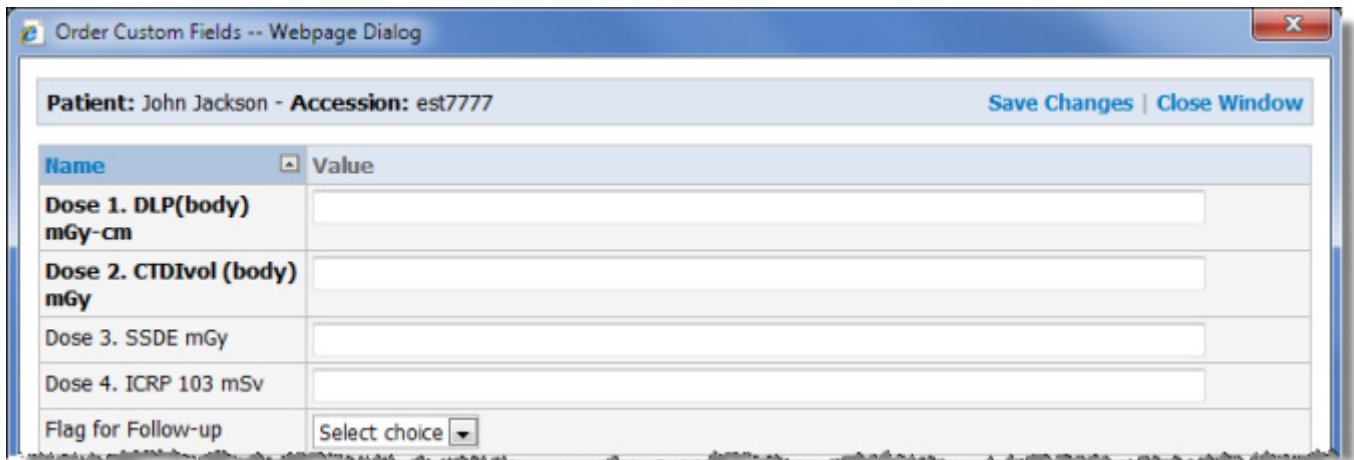 Order Custom Fields -- Webpage Dialog
Patient: John Jackson - Accession: est7777 Save Changes | Close Window
Name Value
Dose 1. DLP(body)
mGy-cm
Dose 2. CTDIvol (body)
mGy
Dose 3. SSDE mGy
Dose 4. ICRP 103 mSv
Flag for Follow-up Select choice